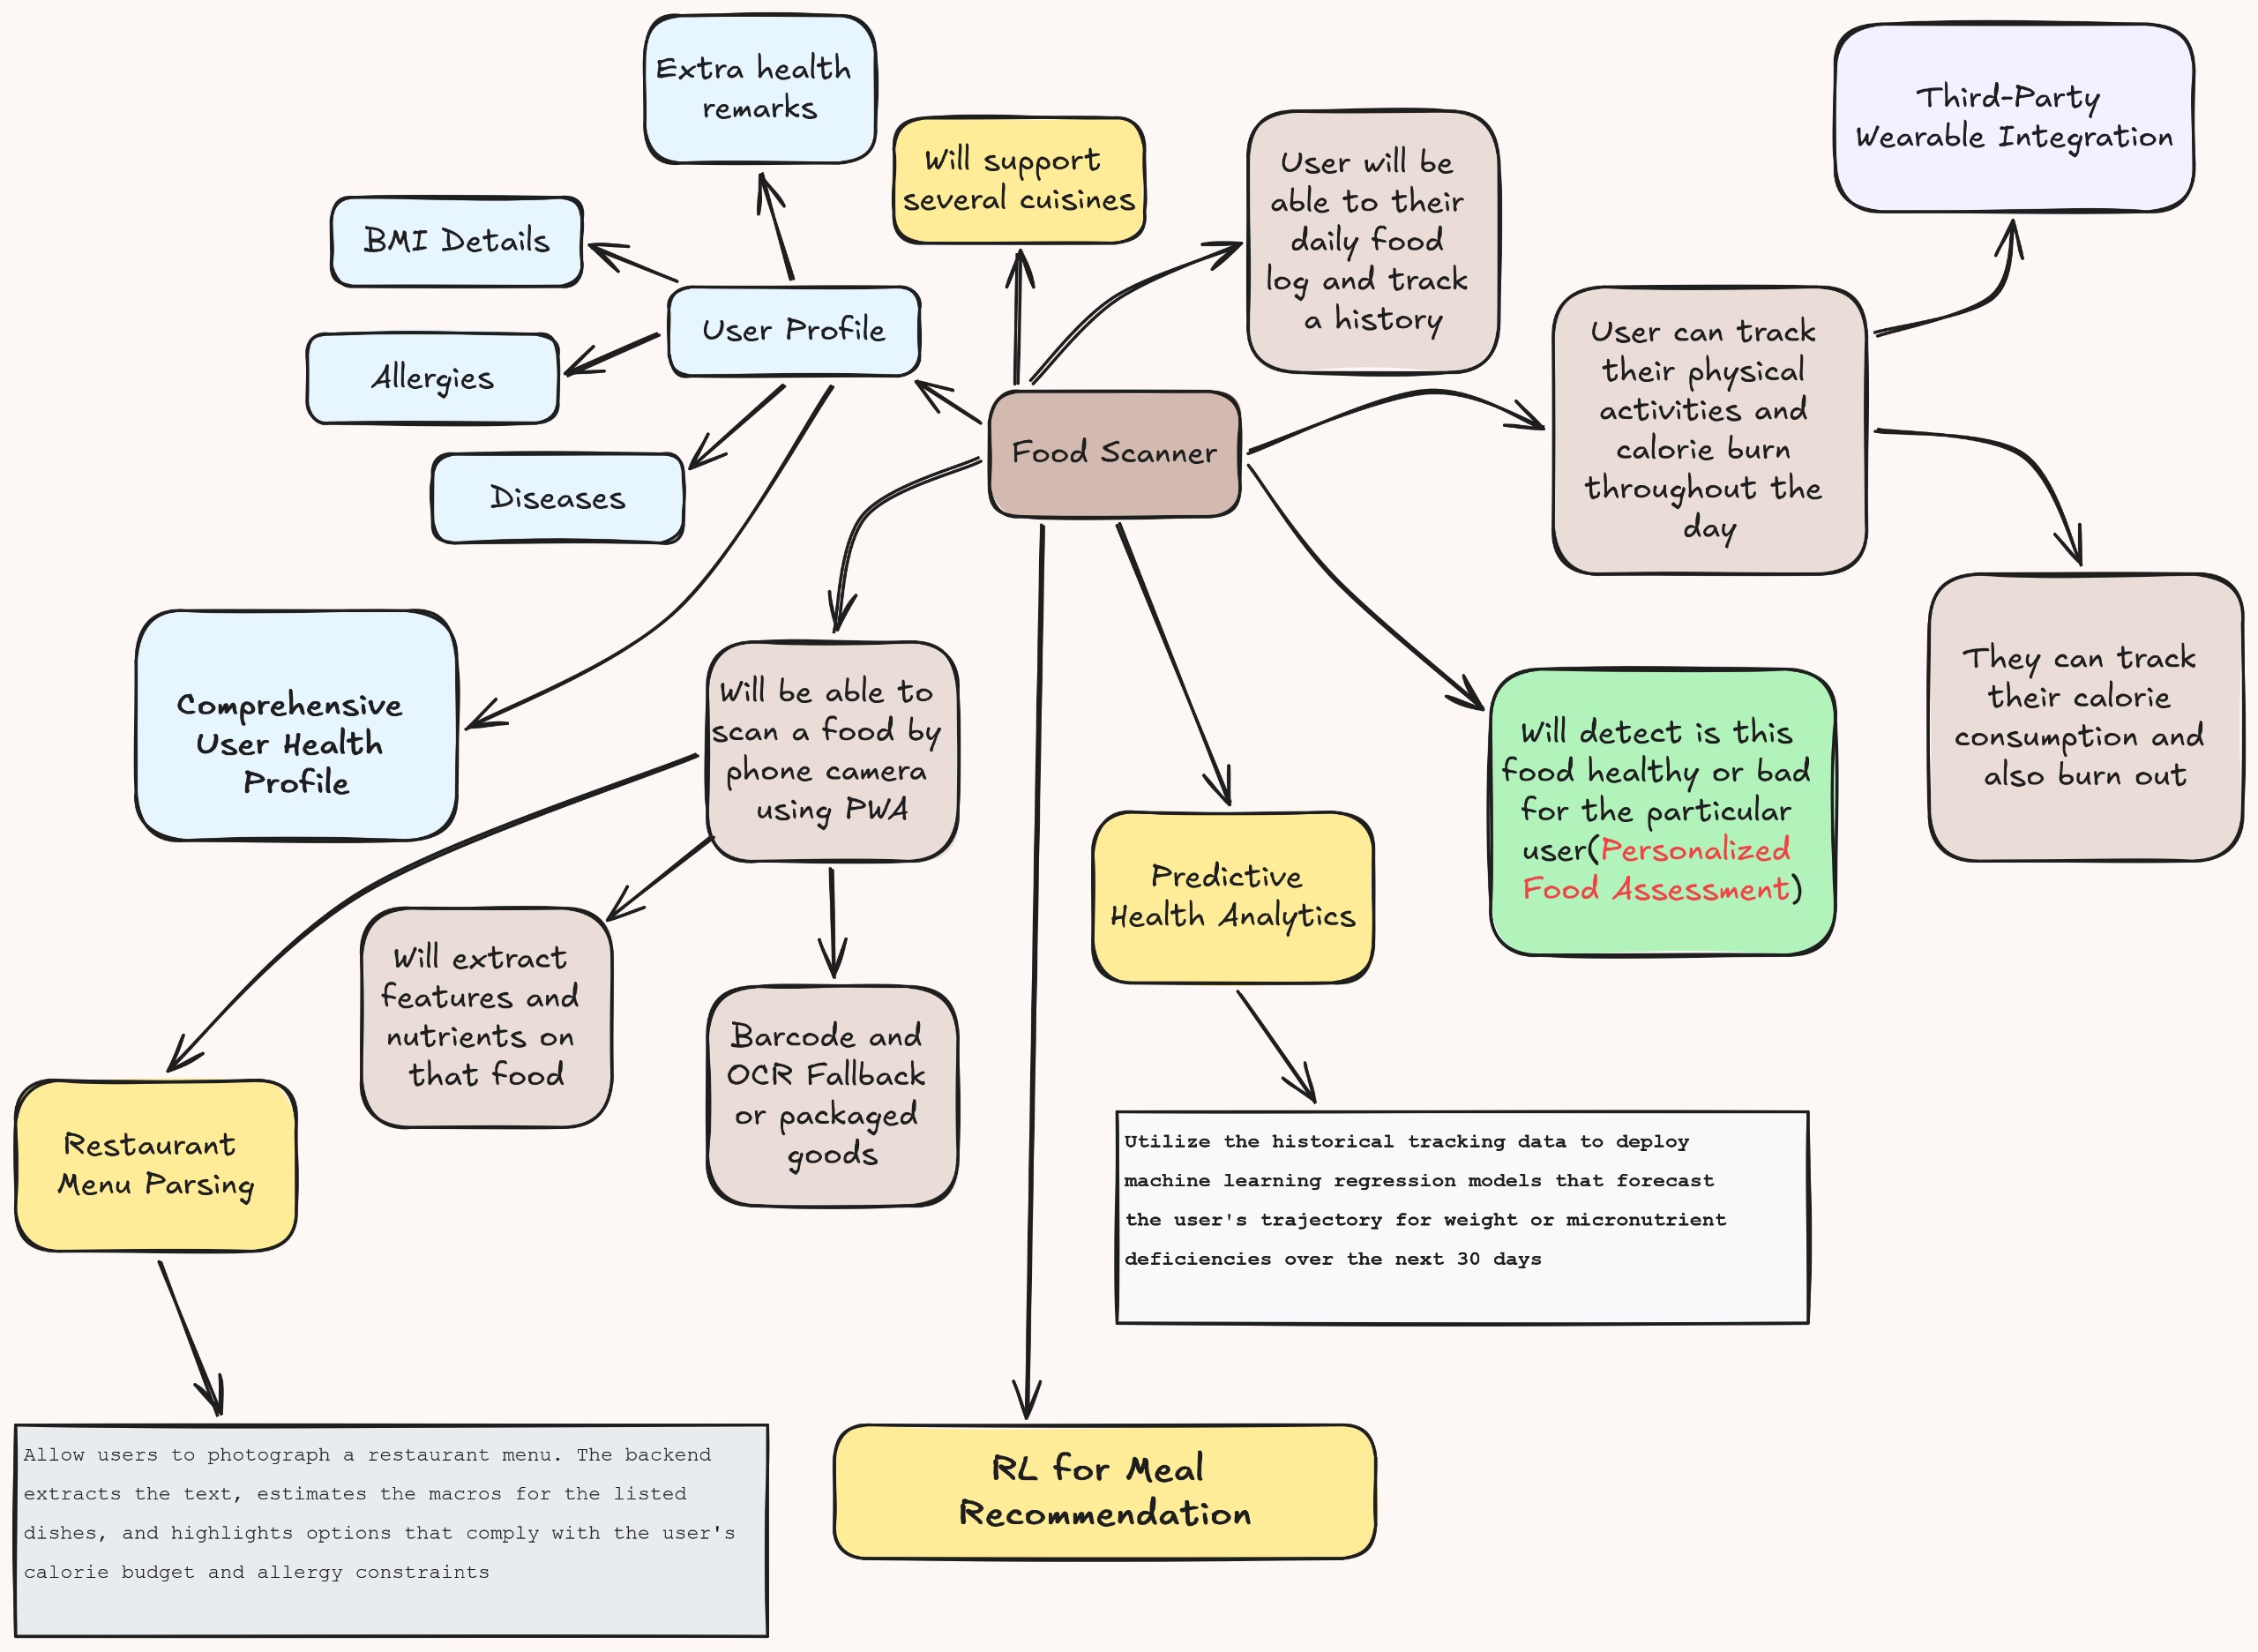 Extra health
remarks
Third-Party
Wearable Integration
Will support
several cuisines
User will be
able to their
daily food
log and track
a history
BMI Details
User Profile
Allergies
Diseases
Food Scanner
User can track
their physical
activities and
calorie burn
throughout the
day
Comprehensive
User Health
Profile
Will be able to
scan a food by
phone camera
using PWA
They can track
their calorie
consumption and
also burn out
Will detect is this
food healthy or bad
for the particular
user(Personalized
Food Assessment)
Predictive
Health Analytics
Will extract
features and
nutrients on
that food
Barcode and
OCR Fallback
or packaged
goods
Restaurant
Menu Parsing
Utilize the historical tracking data to deploy
machine learning regression models that forecast
the user's trajectory for weight or micronutrient
deficiencies over the next 30 days
Allow users to photograph a restaurant menu. The backend
extracts the text, estimates the macros for the listed
dishes, and highlights options that comply with the user's
calorie budget and allergy constraints
RL for Meal
Recommendation